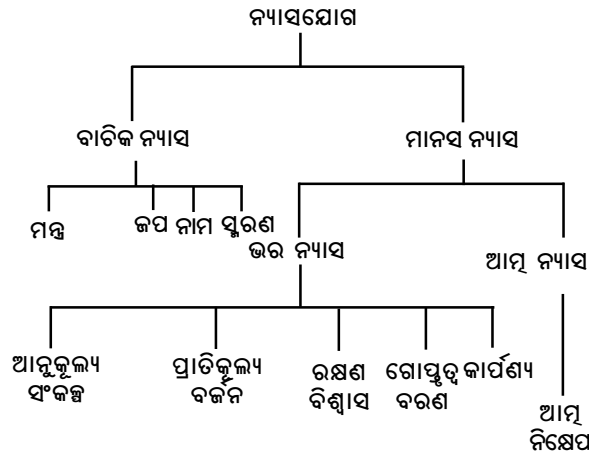 ନ୍ୟାସଯୋଗ
ବାଚିକ ନ୍ୟାସ ମାନସ ନ୍ୟାସ
ମନ୍ତ୍ର ଜପ ନାମ ସ୍ମରଣ
ଭର ନ୍ୟାସ ଆତ୍ମ ନ୍ୟାସ
ଆନୁକୂଲ୍ୟ ପ୍ରାତିକୂଲ୍ୟ ରକ୍ଷଣ ଗୋପ୍ତୃତ୍ୱ କାର୍ପଣ୍ୟ
ସଂକଳ୍ପ ବର୍ଜନ ବିଶ୍ୱାସ ବରଣ
ଆତ୍ମ
ନିକ୍ଷେପ